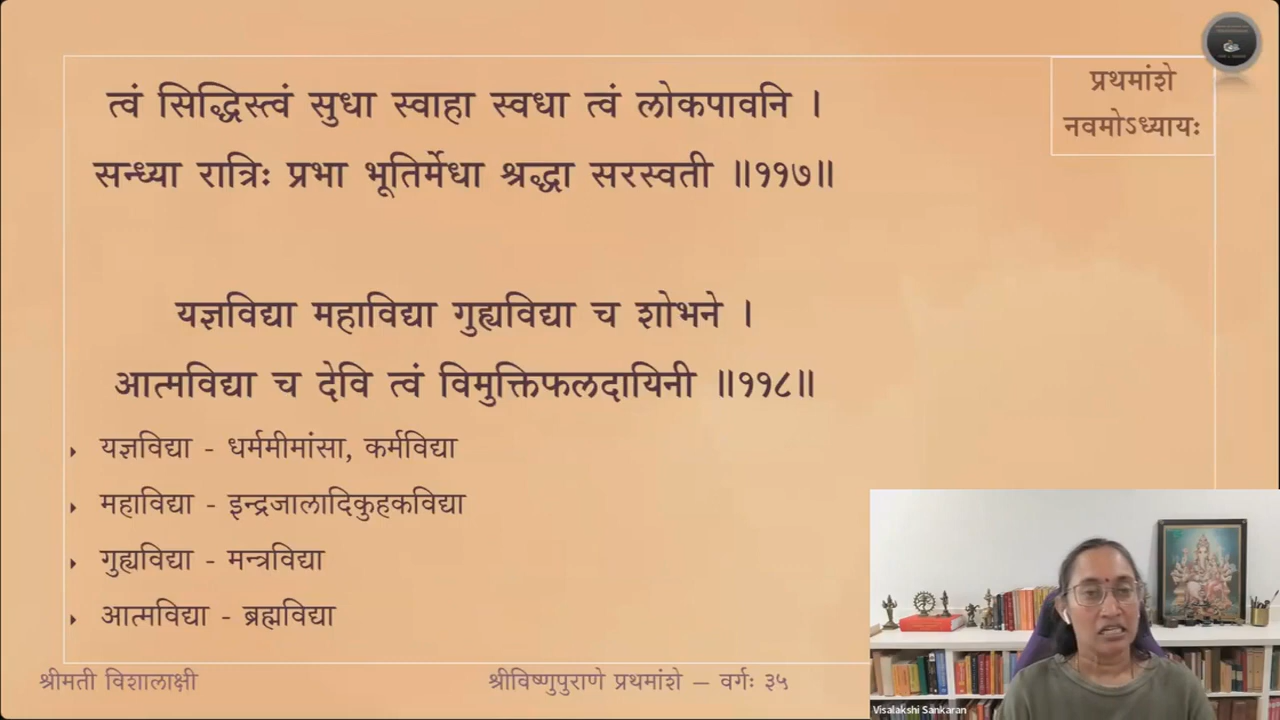 त्वं सिद्धिस्त्वं सुधा स्वाहा स्वधा त्वं लोकपावनि ।
सन्ध्या रात्रिः प्रभा भूतिर्मेधा श्रद्धा सरस्वती ॥११७॥
प्रथमांशे
नवमोऽध्यायः
यज्ञविद्या महाविद्या गुह्यविद्या च शोभने ।
आत्मविद्या च देवि त्वं विमुक्तिफलदायिनी ॥११८॥
यज्ञविद्या - धर्ममीमांसा, कर्मविद्या
महाविद्या - इन्द्रजालादिकुहकविद्या
गुह्यविद्या - मन्त्रविद्या
आत्मविद्या - ब्रह्मविद्या
श्रीमती विशालाक्षी
श्रीविष्णुपुराणे प्रथमांशे – वर्गः ३५
Visalakshi Sankaran